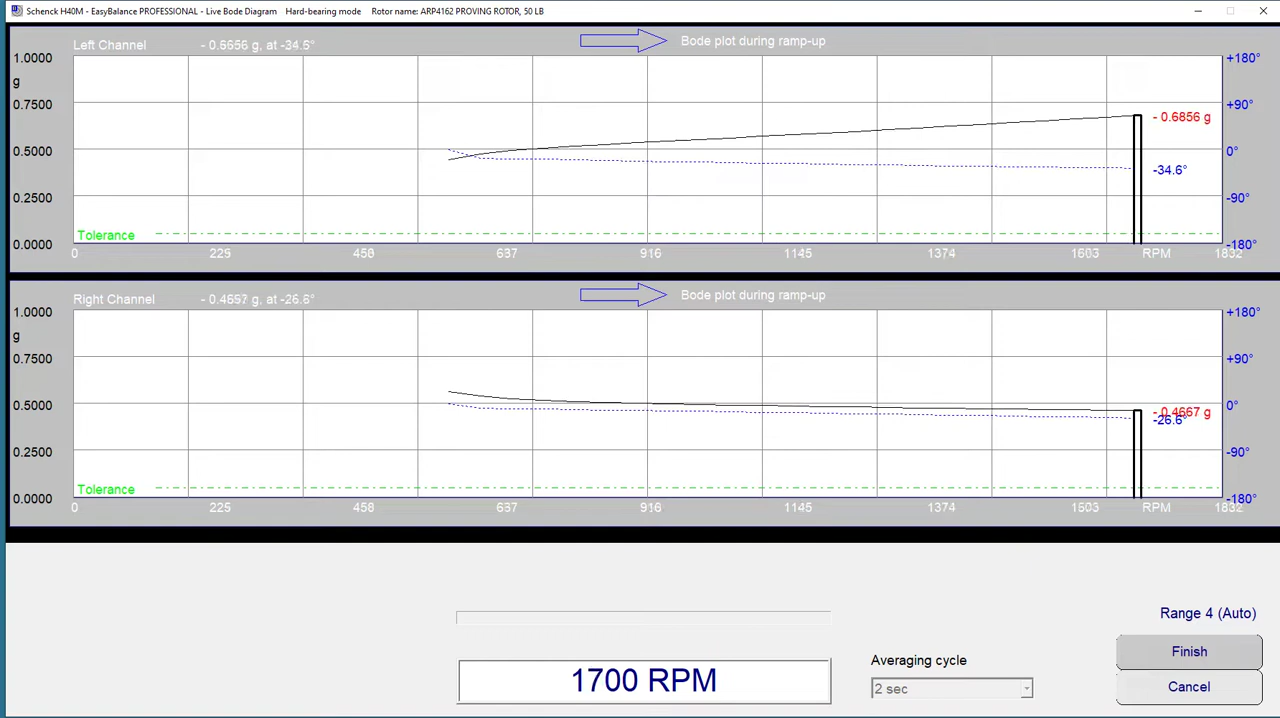 Schenck H40M - EasyBalance PROFESSIONAL - Live Bode Diagram Hard-bearing mode Rotor name: ARP4162 PROVING ROTOR, 50 LB
Left Channel - 0.6656 g, at -34.5° Bode plot during ramp-up
1.0000 +180°
g
0.7500 +90°
- 0.6856 g
0.5000 0°
-34.6°
0.2500 -90°
Tolerance
0.0000 -180°
0 225 458 637 916 1145 1374 1603 RPM 1832
Right Channel - 0.4657 g, at -26.6° Bode plot during ramp-up
1.0000 +180°
g
0.7500 +90°
0.5000 0°
- 0.4667 g
-26.6°
0.2500 -90°
Tolerance
0.0000 -180°
0 225 458 637 916 1145 1374 1503 RPM 1832
Range 4 (Auto)
Finish
Averaging cycle
1700 RPM
2 sec
Cancel